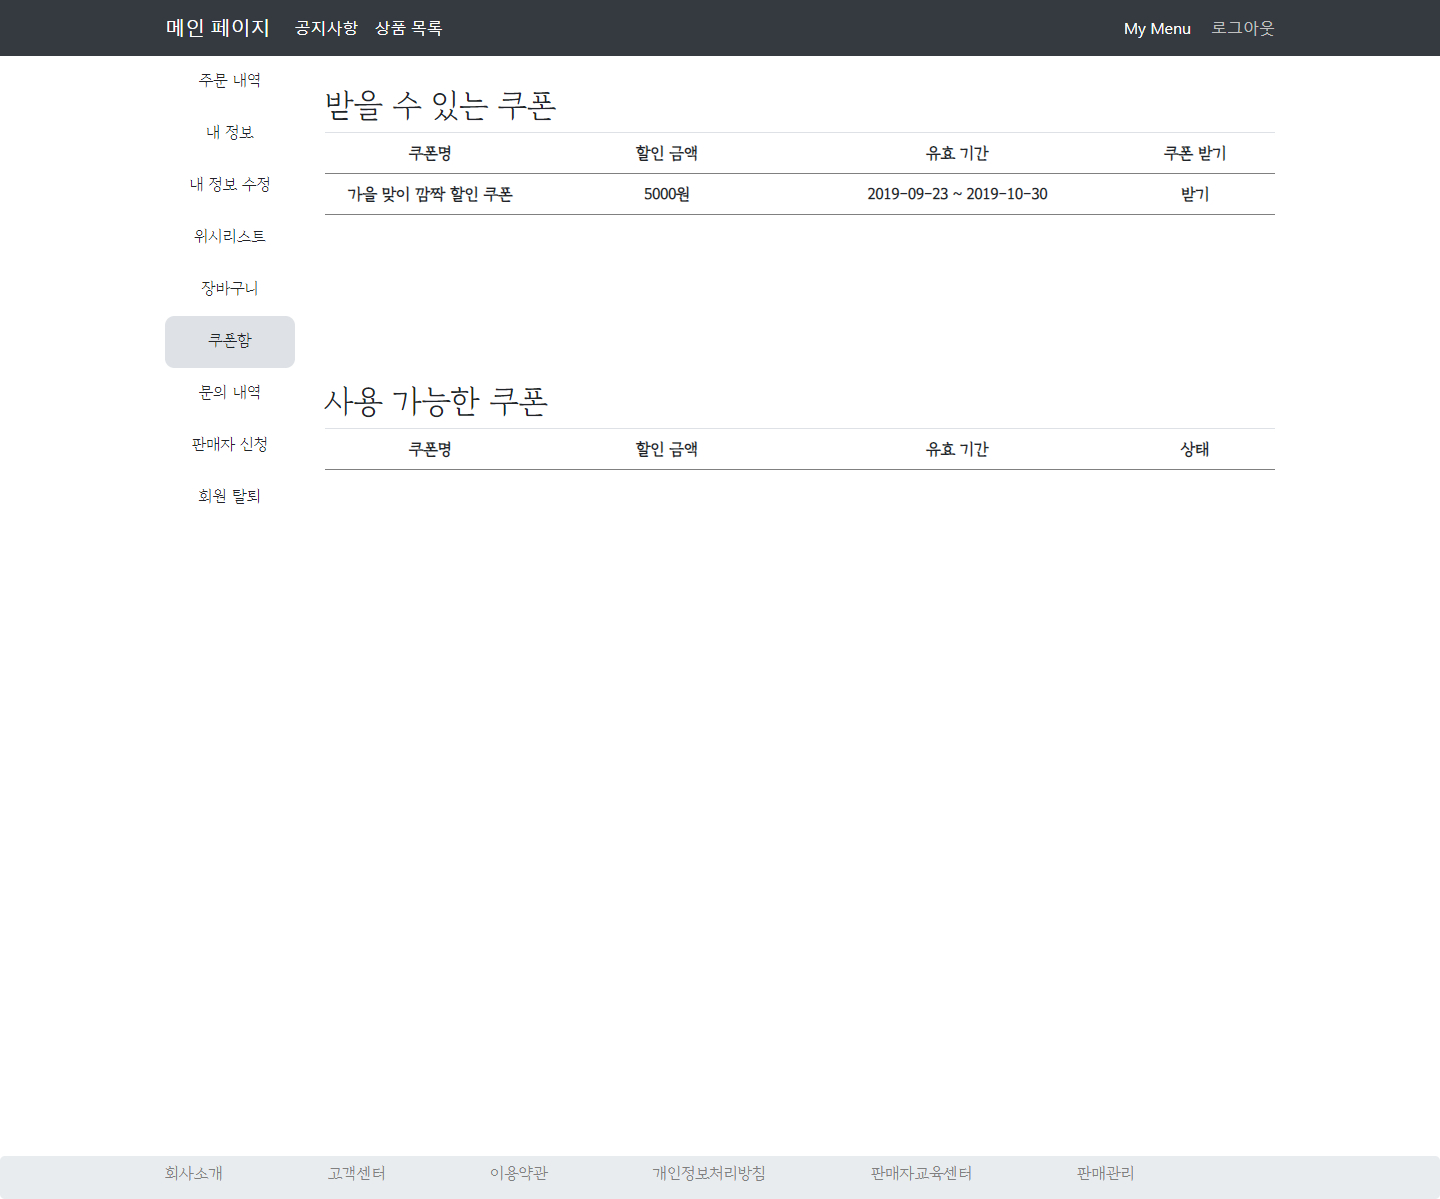 메인 페이지 공지사항 상품 목록 My Menu 로그아웃
주문 내역
내 정보
내 정보 수정
위시리스트
장바구니
쿠폰함
문의 내역
판매자 신청
회원 탈퇴
받을 수 있는 쿠폰
쿠폰명 할인 금액 유효 기간 쿠폰 받기
가을 맞이 깜짝 할인 쿠폰 5000원 2019-09-23 ~ 2019-10-30 받기
사용 가능한 쿠폰
쿠폰명 할인 금액 유효 기간 상태
회사소개 고객센터 이용약관 개인정보처리방침 판매자교육센터 판매관리